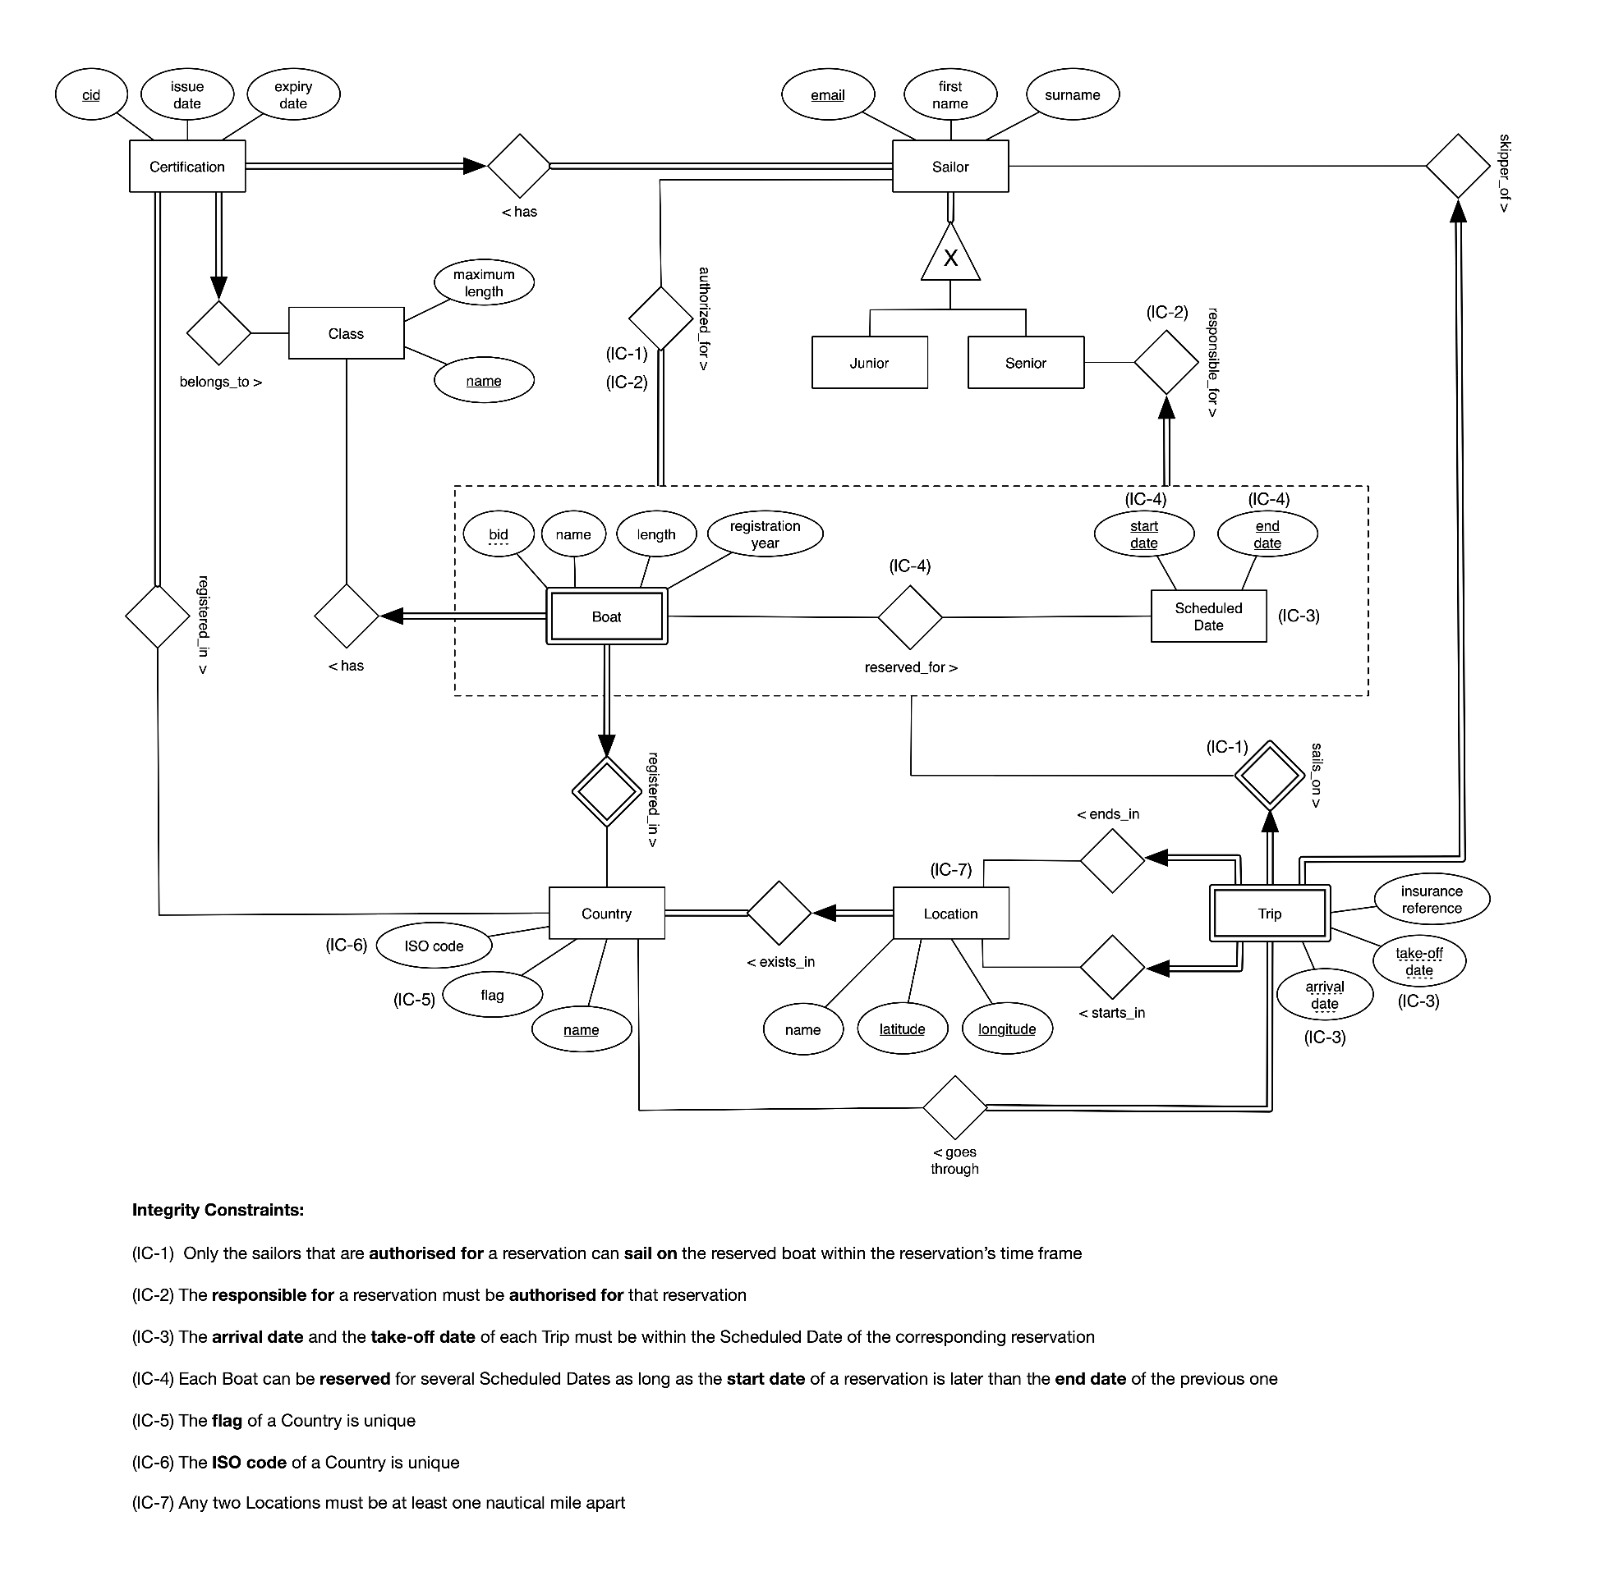 cid
issue
date
expiry
date
email
first
name
surname
Certification
Sailor
< has
skipper_of >
X
maximum
length
Class
name
belongs_to >
authorized_for >
(IC-1)
(IC-2)
(IC-2)
responsible_for >
Junior
Senior
bid
name
length
registration
year
(IC-4)
start
date
(IC-4)
end
date
(IC-4)
Boat
Scheduled
Date
(IC-3)
reserved_for >
registered_in >
< has
registered_in >
(IC-1)
sails_on >
< ends_in
(IC-7)
Country
Location
Trip
insurance
reference
(IC-6)
ISO code
< exists_in
take-off
date
(IC-3)
(IC-5)
flag
arrival
date
(IC-3)
name
name
latitude
longitude
< starts_in
< goes
through
Integrity Constraints:
(IC-1) Only the sailors that are authorised for a reservation can sail on the reserved boat within the reservation's time frame
(IC-2) The responsible for a reservation must be authorised for that reservation
(IC-3) The arrival date and the take-off date of each Trip must be within the Scheduled Date of the corresponding reservation
(IC-4) Each Boat can be reserved for several Scheduled Dates as long as the start date of a reservation is later than the end date of the previous one
(IC-5) The flag of a Country is unique
(IC-6) The ISO code of a Country is unique
(IC-7) Any two Locations must be at least one nautical mile apart